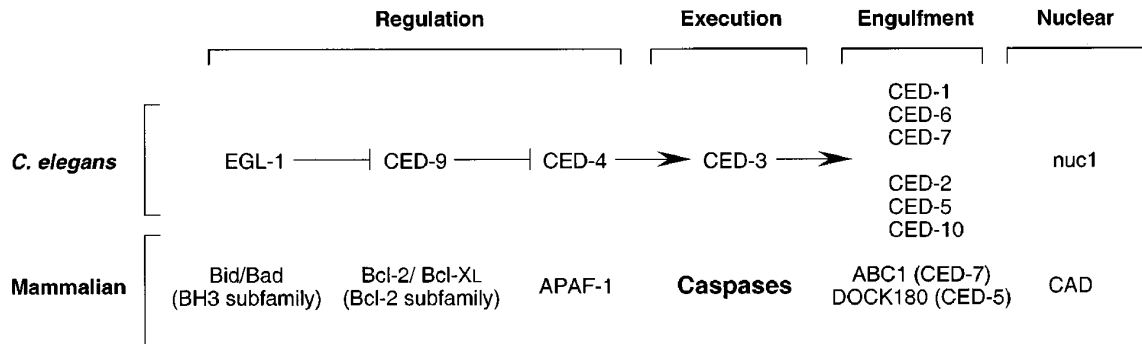 Regulation Execution Engulfment Nuclear
CED-1
CED-6
CED-7
C. elegans EGL-1 CED-9 CED-4 CED-3 nuc1
CED-2
CED-5
CED-10
Mammalian Bid/Bad Bcl-2/ Bcl-XL APAF-1 Caspases ABC1 (CED-7) CAD
(BH3 subfamily) (Bcl-2 subfamily) DOCK180 (CED-5)